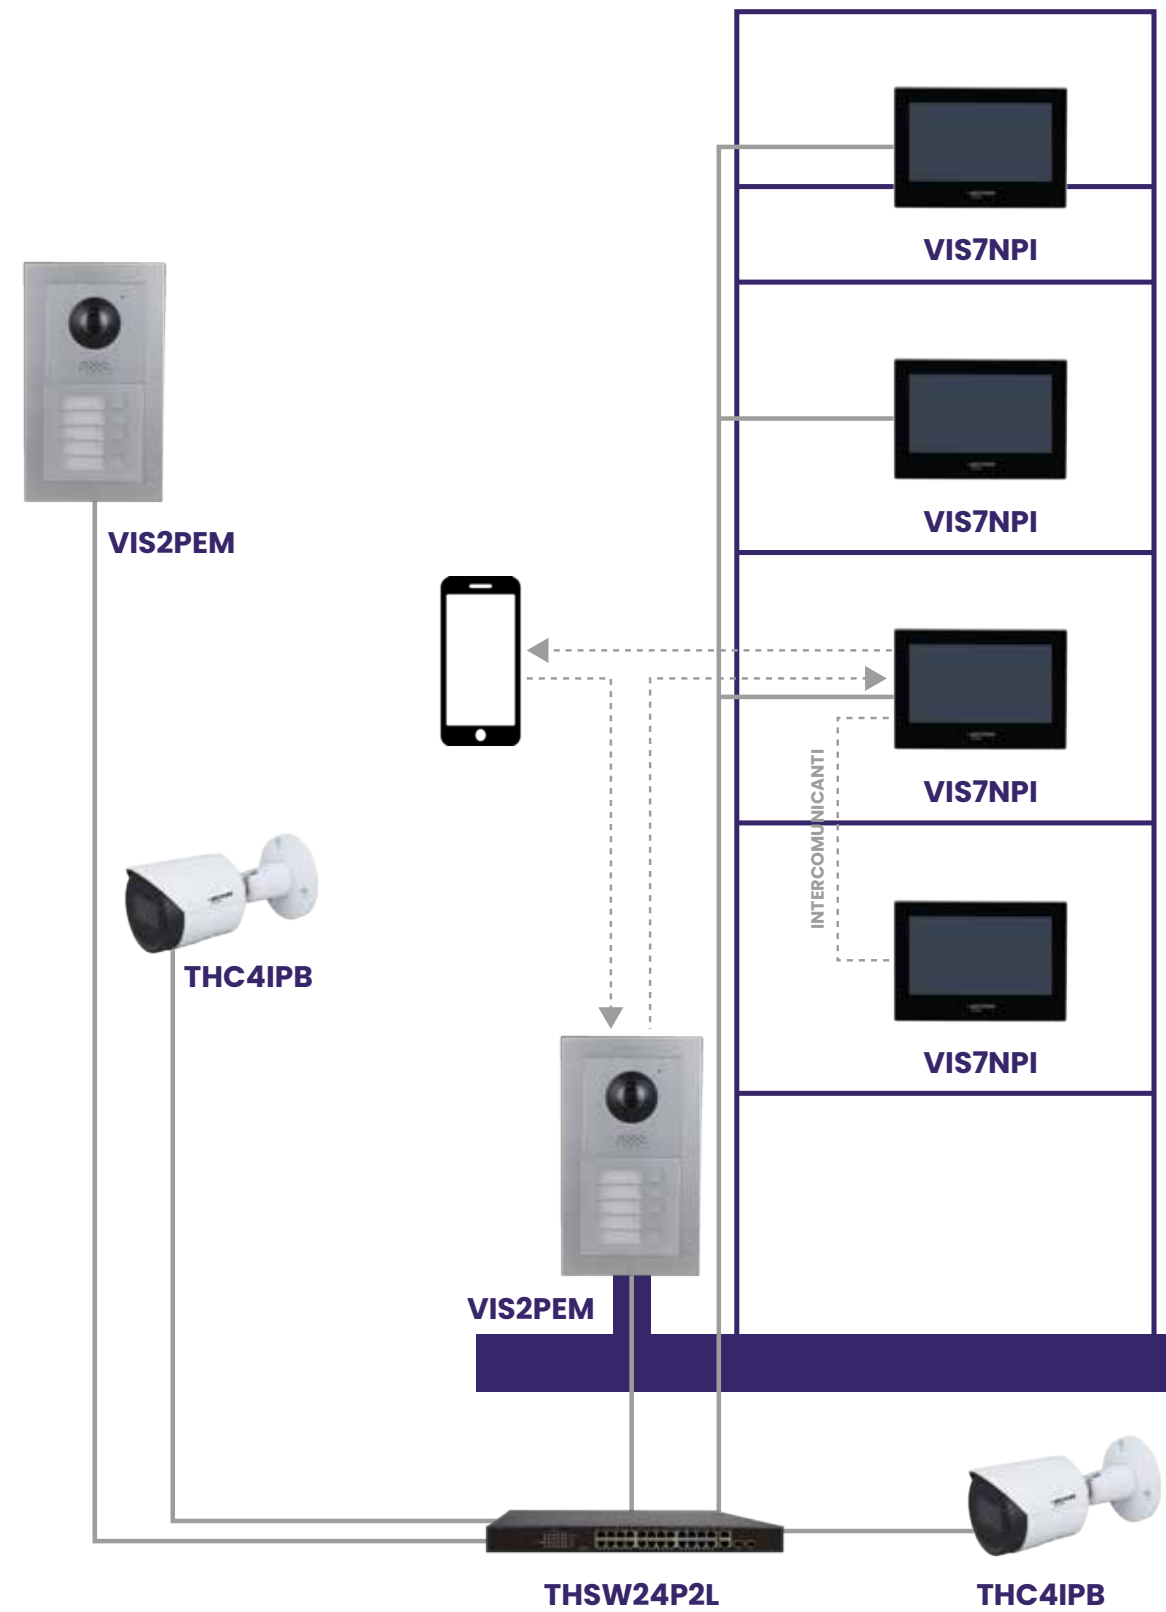 VIS7NPI
VIS7NPI
VIS2PEM
VIS7NPI
INTERCOMUNICANTI
THC4IPB
VIS7NPI
VIS2PEM
THSW24P2L
THC4IPB